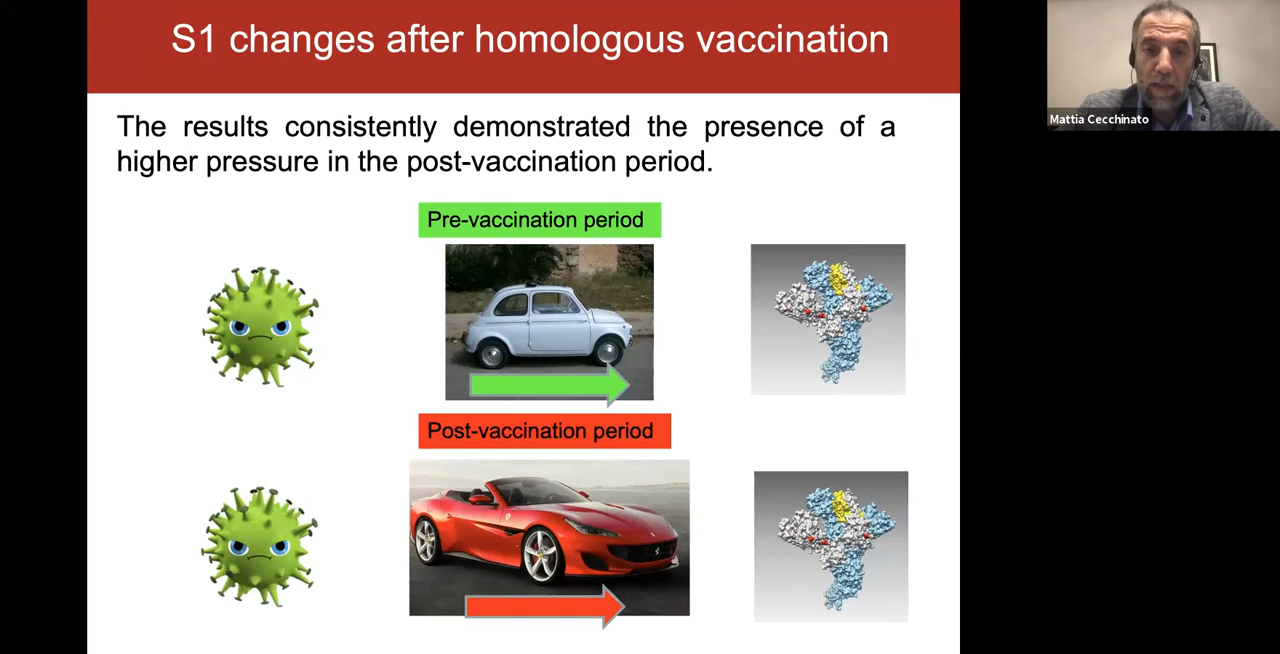 S1 changes after homologous vaccination
Mattia Cecchinato
The results consistently demonstrated the presence of a
higher pressure in the post-vaccination period.
Pre-vaccination period
Post-vaccination period